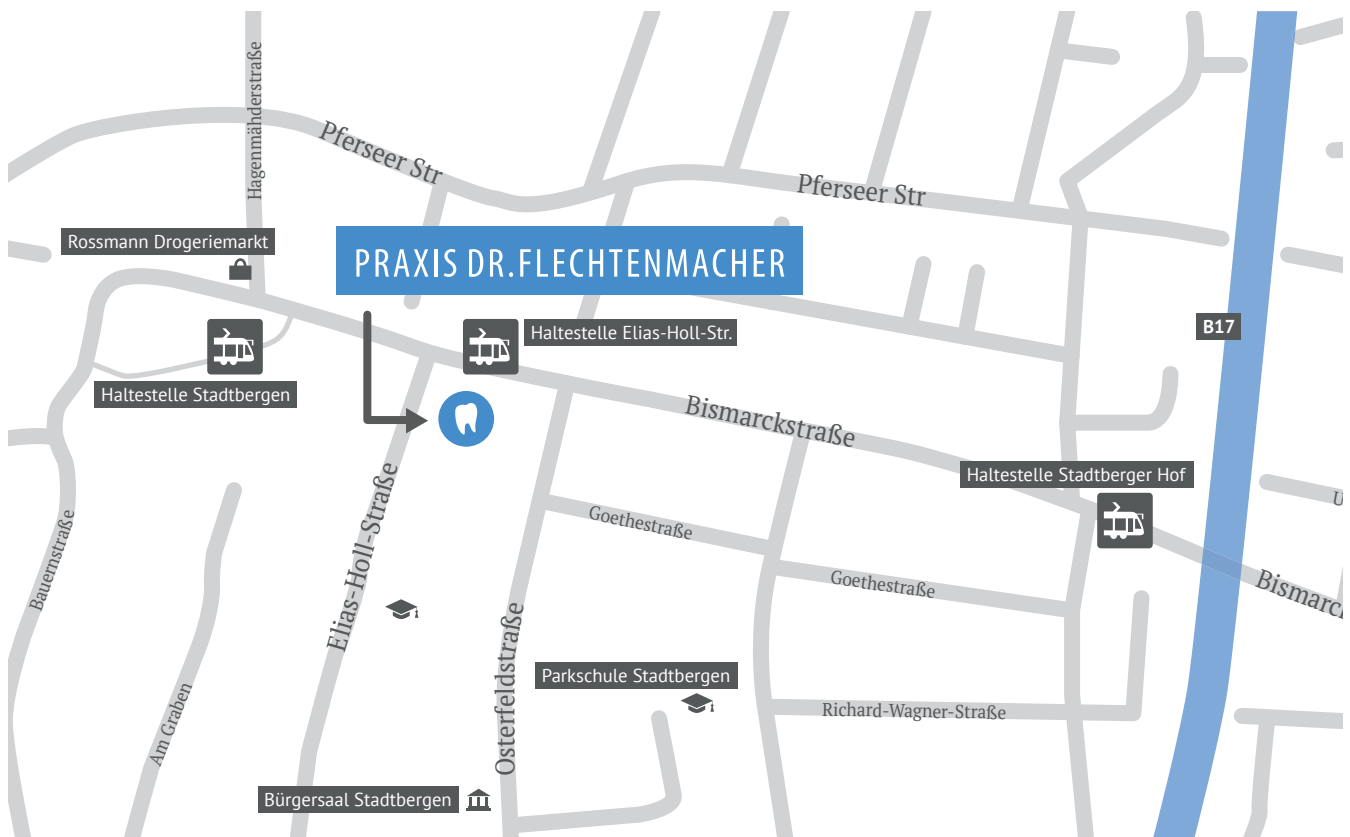 Hagenmähderstraße
Pferseer Str
Pferseer Str
Rossmann Drogeriemarkt
PRAXIS DR.FLECHTENMACHER
B17
Haltestelle Elias-Holl-Str.
Haltestelle Stadtbergen
Bismarckstraße
Haltestelle Stadtberger Hof
U
Goethestraße
Bauernstraße
Elias-Holl-Straße
Goethestraße
Bismarc
Osterfeldstraße
Parkschule Stadtbergen
Am Graben
Richard-Wagner-Straße
Bürgersaal Stadtbergen